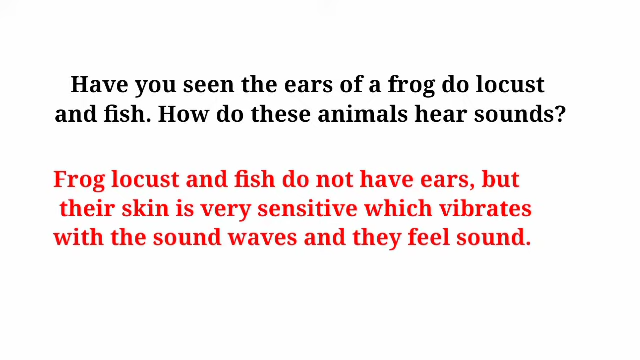 Have you seen the ears of a frog do locust
and fish. How do these animals hear sounds?
Frog locust and fish do not have ears, but
their skin is very sensitive which vibrates
with the sound waves and they feel sound.